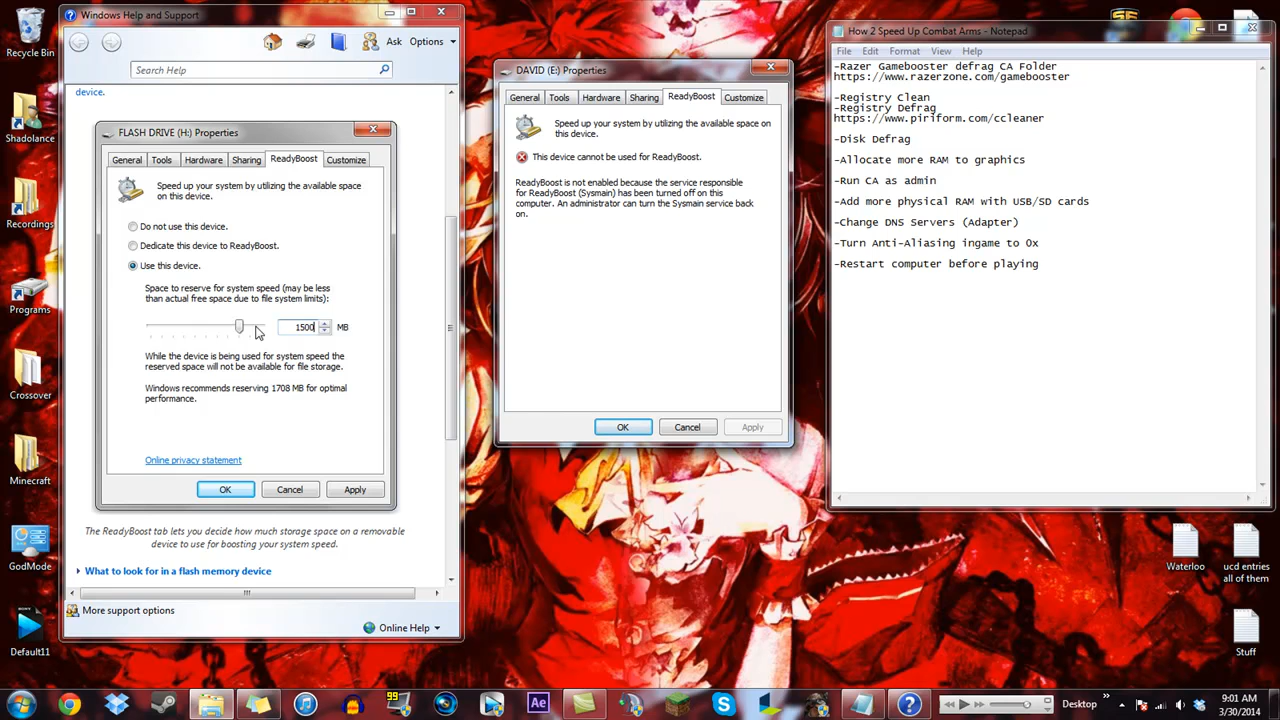 Recycle Bin
Shadolance
Recordings
Programs
Crossover
Minecraft
GodMode
Default11
Windows Help and Support
Ask Options
Search Help
device.
FLASH DRIVE (H:) Properties
General Tools Hardware Sharing ReadyBoost Customize
Speed up your system by utilizing the available space
on this device.
Do not use this device.
Dedicate this device to ReadyBoost.
Use this device.
Space to reserve for system speed (may be less
than actual free space due to file system limits):
1500 MB
While the device is being used for system speed the
reserved space will not be available for file storage.
Windows recommends reserving 1708 MB for optimal
performance.
Online privacy statement
OK Cancel Apply
The ReadyBoost tab lets you decide how much storage space on a removable
device to use for boosting your system speed.
What to look for in a flash memory device
More support options
Online Help
DAVID (E:) Properties
General Tools Hardware Sharing ReadyBoost Customize
Speed up your system by utilizing the available space on
this device.
This device cannot be used for ReadyBoost.
ReadyBoost is not enabled because the service responsible
for ReadyBoost (Sysmain) has been turned off on this
computer. An administrator can turn the Sysmain service back
on.
OK Cancel Apply
How 2 Speed Up Combat Arms - Notepad
File Edit Format View Help
-Razer Gamebooster defrag CA Folder
https://www.razerzone.com/gamebooster
-Registry Clean
-Registry Defrag
https://www.piriform.com/ccleaner
-Disk Defrag
-Allocate more RAM to graphics
-Run CA as admin
-Add more physical RAM with USB/SD cards
-Change DNS Servers (Adapter)
-Turn Anti-Aliasing ingame to 0x
-Restart computer before playing
Waterloo
ucd entries
all of them
Stuff
99
Ae
Desktop
9:01 AM
3/30/2014